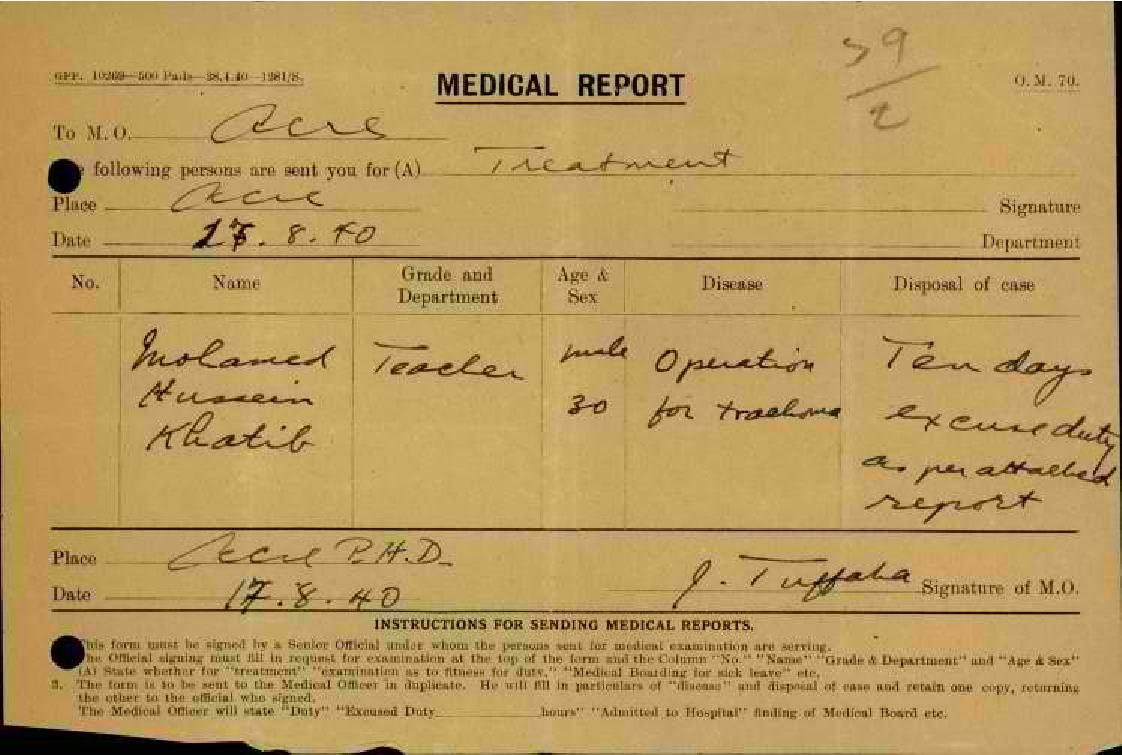 39/2
GPP. 10269—500 Pads—28.4.40—1281/S.
MEDICAL REPORT
O. M. 70.
To M. O. Acre
following persons are sent you for (A) Treatment
Place Acre
Signature
Date 17. 8. 40
Department
No. Name Grade and Department Age & Sex Disease Disposal of case
Mohamed Teacher male Operation Ten days
Hussein 30 for trachoma excuse duty
Khatib as per attached
report
Place Acre P.H.D.
Date 17. 8. 40 J. Tuffaha Signature of M.O.
INSTRUCTIONS FOR SENDING MEDICAL REPORTS.
This form must be signed by a Senior Official under whom the persons sent for medical examination are serving.
The Official signing must fill in request for examination at the top of the form and the Column "No." "Name" "Grade & Department" and "Age & Sex"
(A) State whether for "treatment" "examination as to fitness for duty," "Medical Boarding for sick leave" etc.
3. The form is to be sent to the Medical Officer in duplicate. He will fill in particulars of "disease" and disposal of case and retain one copy, returning
the other to the official who signed.
The Medical Officer will state "Duty" "Excused Duty hours" "Admitted to Hospital" finding of Medical Board etc.